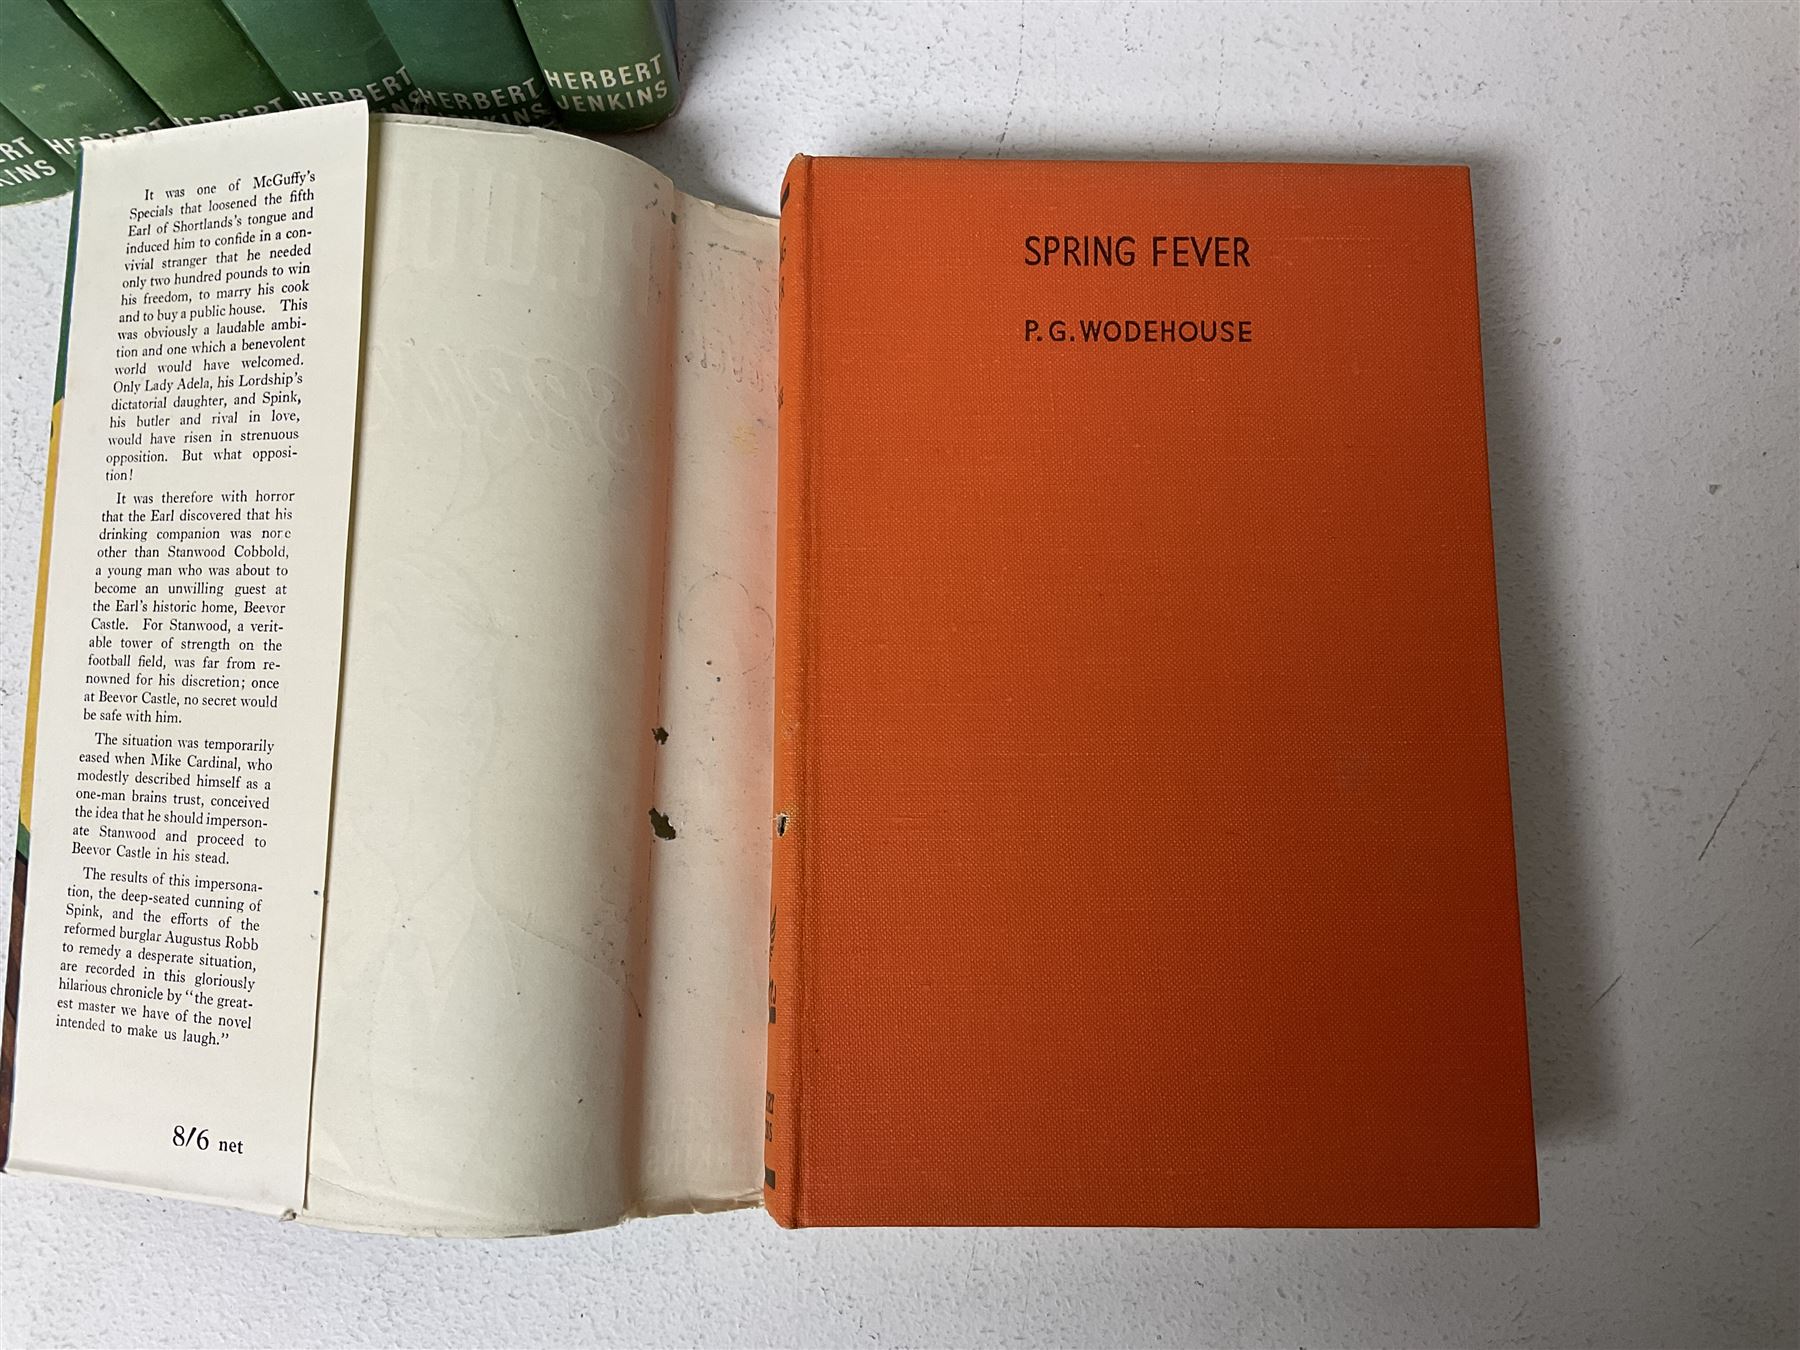 HERBERT
JENKINS
HERBERT
HERBERT
HERBERT
HERBERT
ERT
KINS
It was one of McGuffy's
Specials that loosened the fifth
Earl of Shortlands's tongue and
induced him to confide in a con-
vivial stranger that he needed
only two hundred pounds to win
his freedom, to marry his cook
and to buy a public house. This
was obviously a laudable ambi-
tion and one which a benevolent
world would have welcomed.
Only Lady Adela, his Lordship's
dictatorial daughter, and Spink,
his butler and rival in love,
would have risen in strenuous
opposition. But what opposi-
tion!
It was therefore with horror
that the Earl discovered that his
drinking companion was none
other than Stanwood Cobbold,
a young man who was about to
become an unwilling guest at
the Earl's historic home, Beevor
Castle. For Stanwood, a verit-
able tower of strength on the
football field, was far from re-
nowned for his discretion; once
at Beevor Castle, no secret would
be safe with him.
The situation was temporarily
eased when Mike Cardinal, who
modestly described himself as a
one-man brains trust, conceived
the idea that he should imperson-
ate Stanwood and proceed to
Beevor Castle in his stead.
The results of this impersona-
tion, the deep-seated cunning of
Spink, and the efforts of the
reformed burglar Augustus Robb
to remedy a desperate situation,
are recorded in this gloriously
hilarious chronicle by "the great-
est master we have of the novel
intended to make us laugh."
8/6 net
SPRING FEVER
P. G. WODEHOUSE